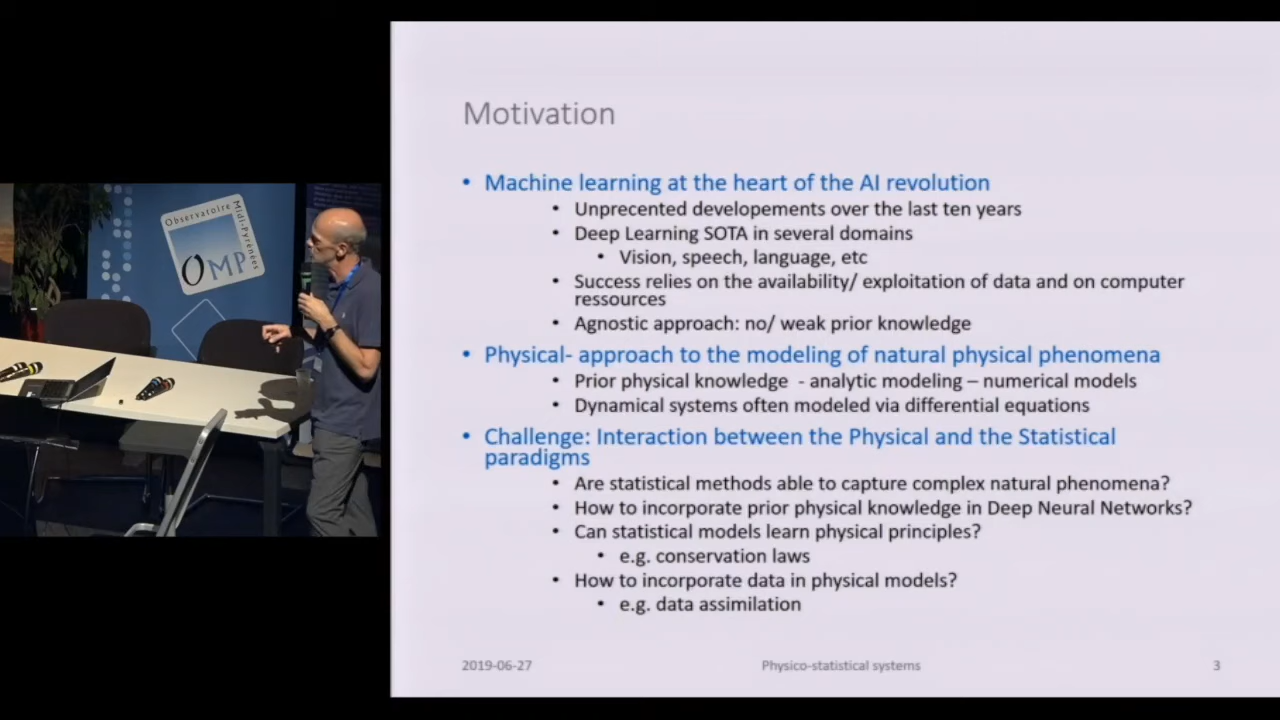 Observatoire
Midi-Pyrénées
OMP
Motivation
• Machine learning at the heart of the AI revolution
• Unprecented developements over the last ten years
• Deep Learning SOTA in several domains
• Vision, speech, language, etc
• Success relies on the availability/ exploitation of data and on computer
ressources
• Agnostic approach: no/ weak prior knowledge
• Physical- approach to the modeling of natural physical phenomena
• Prior physical knowledge - analytic modeling – numerical models
• Dynamical systems often modeled via differential equations
• Challenge: Interaction between the Physical and the Statistical
paradigms
• Are statistical methods able to capture complex natural phenomena?
• How to incorporate prior physical knowledge in Deep Neural Networks?
• Can statistical models learn physical principles?
• e.g. conservation laws
• How to incorporate data in physical models?
• e.g. data assimilation
2019-06-27
Physico-statistical systems
3